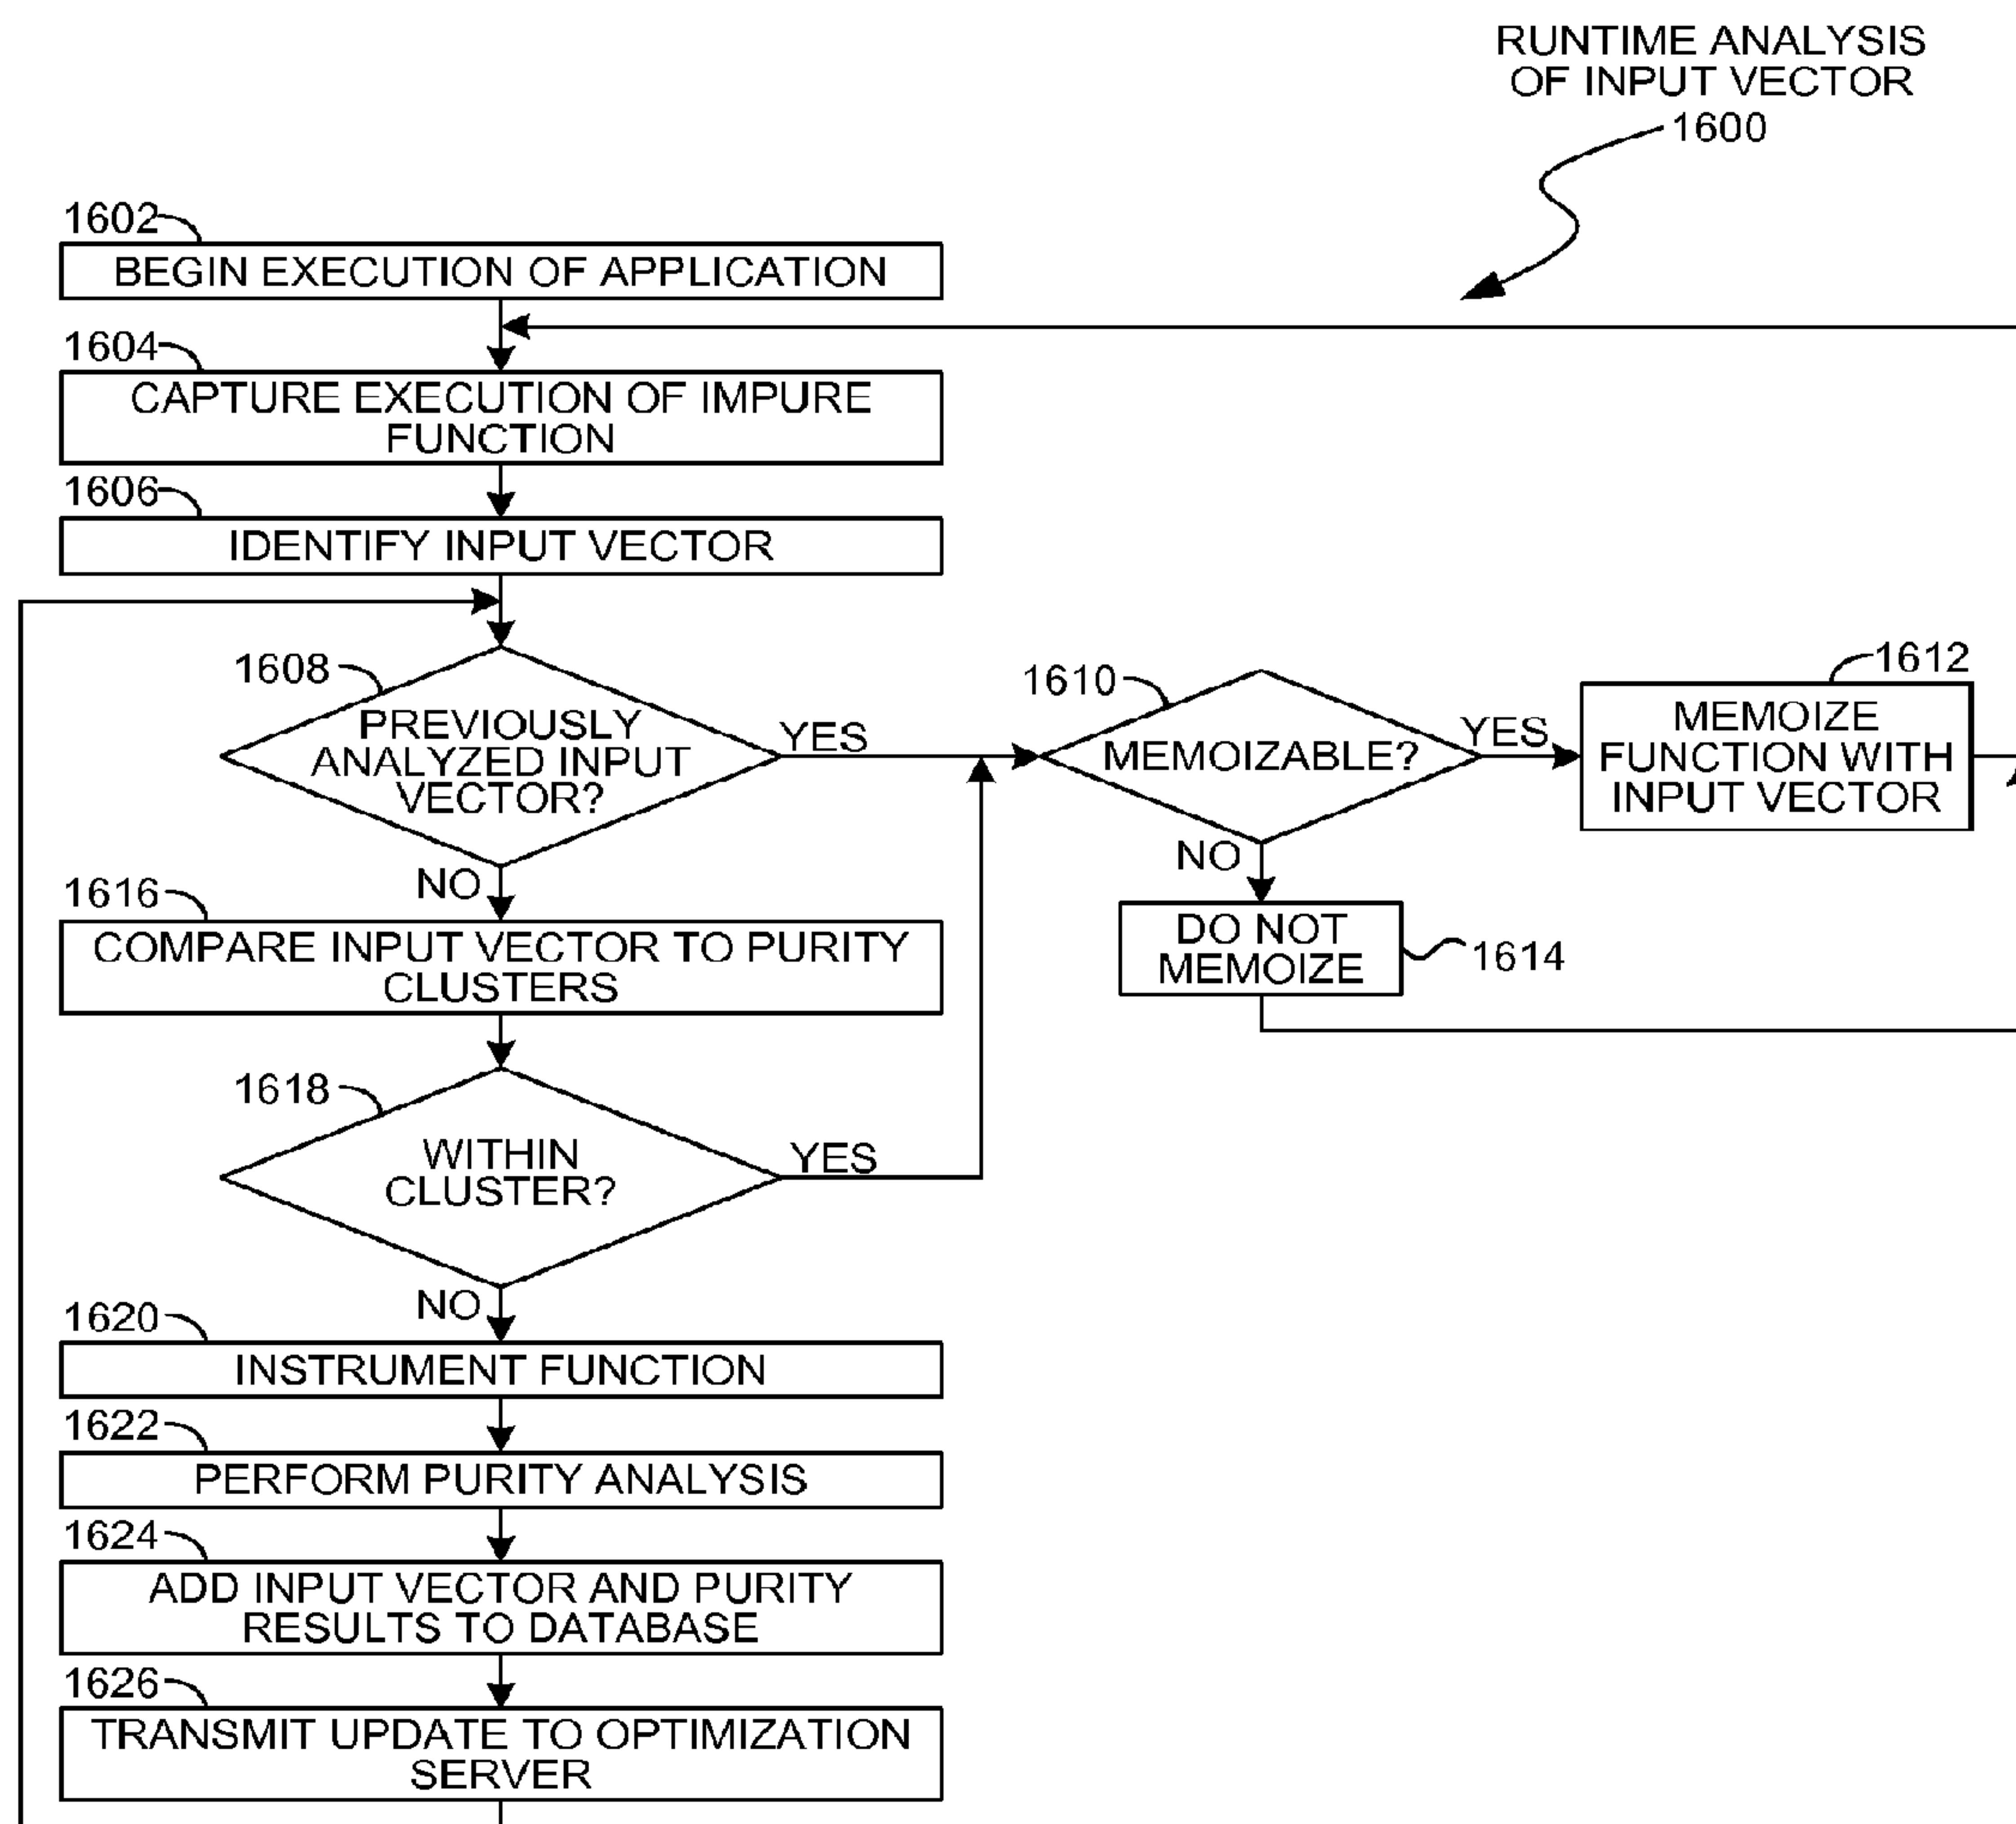 RUNTIME ANALYSIS
OF INPUT VECTOR
1600
1602
BEGIN EXECUTION OF APPLICATION
1604
CAPTURE EXECUTION OF IMPURE
FUNCTION
1606
IDENTIFY INPUT VECTOR
1608
PREVIOUSLY
ANALYZED INPUT
VECTOR?
YES
NO
1610
MEMOIZABLE?
YES
NO
1612
MEMOIZE
FUNCTION WITH
INPUT VECTOR
DO NOT
MEMOIZE
1614
1616
COMPARE INPUT VECTOR TO PURITY
CLUSTERS
1618
WITHIN
CLUSTER?
YES
NO
1620
INSTRUMENT FUNCTION
1622
PERFORM PURITY ANALYSIS
1624
ADD INPUT VECTOR AND PURITY
RESULTS TO DATABASE
1626
TRANSMIT UPDATE TO OPTIMIZATION
SERVER